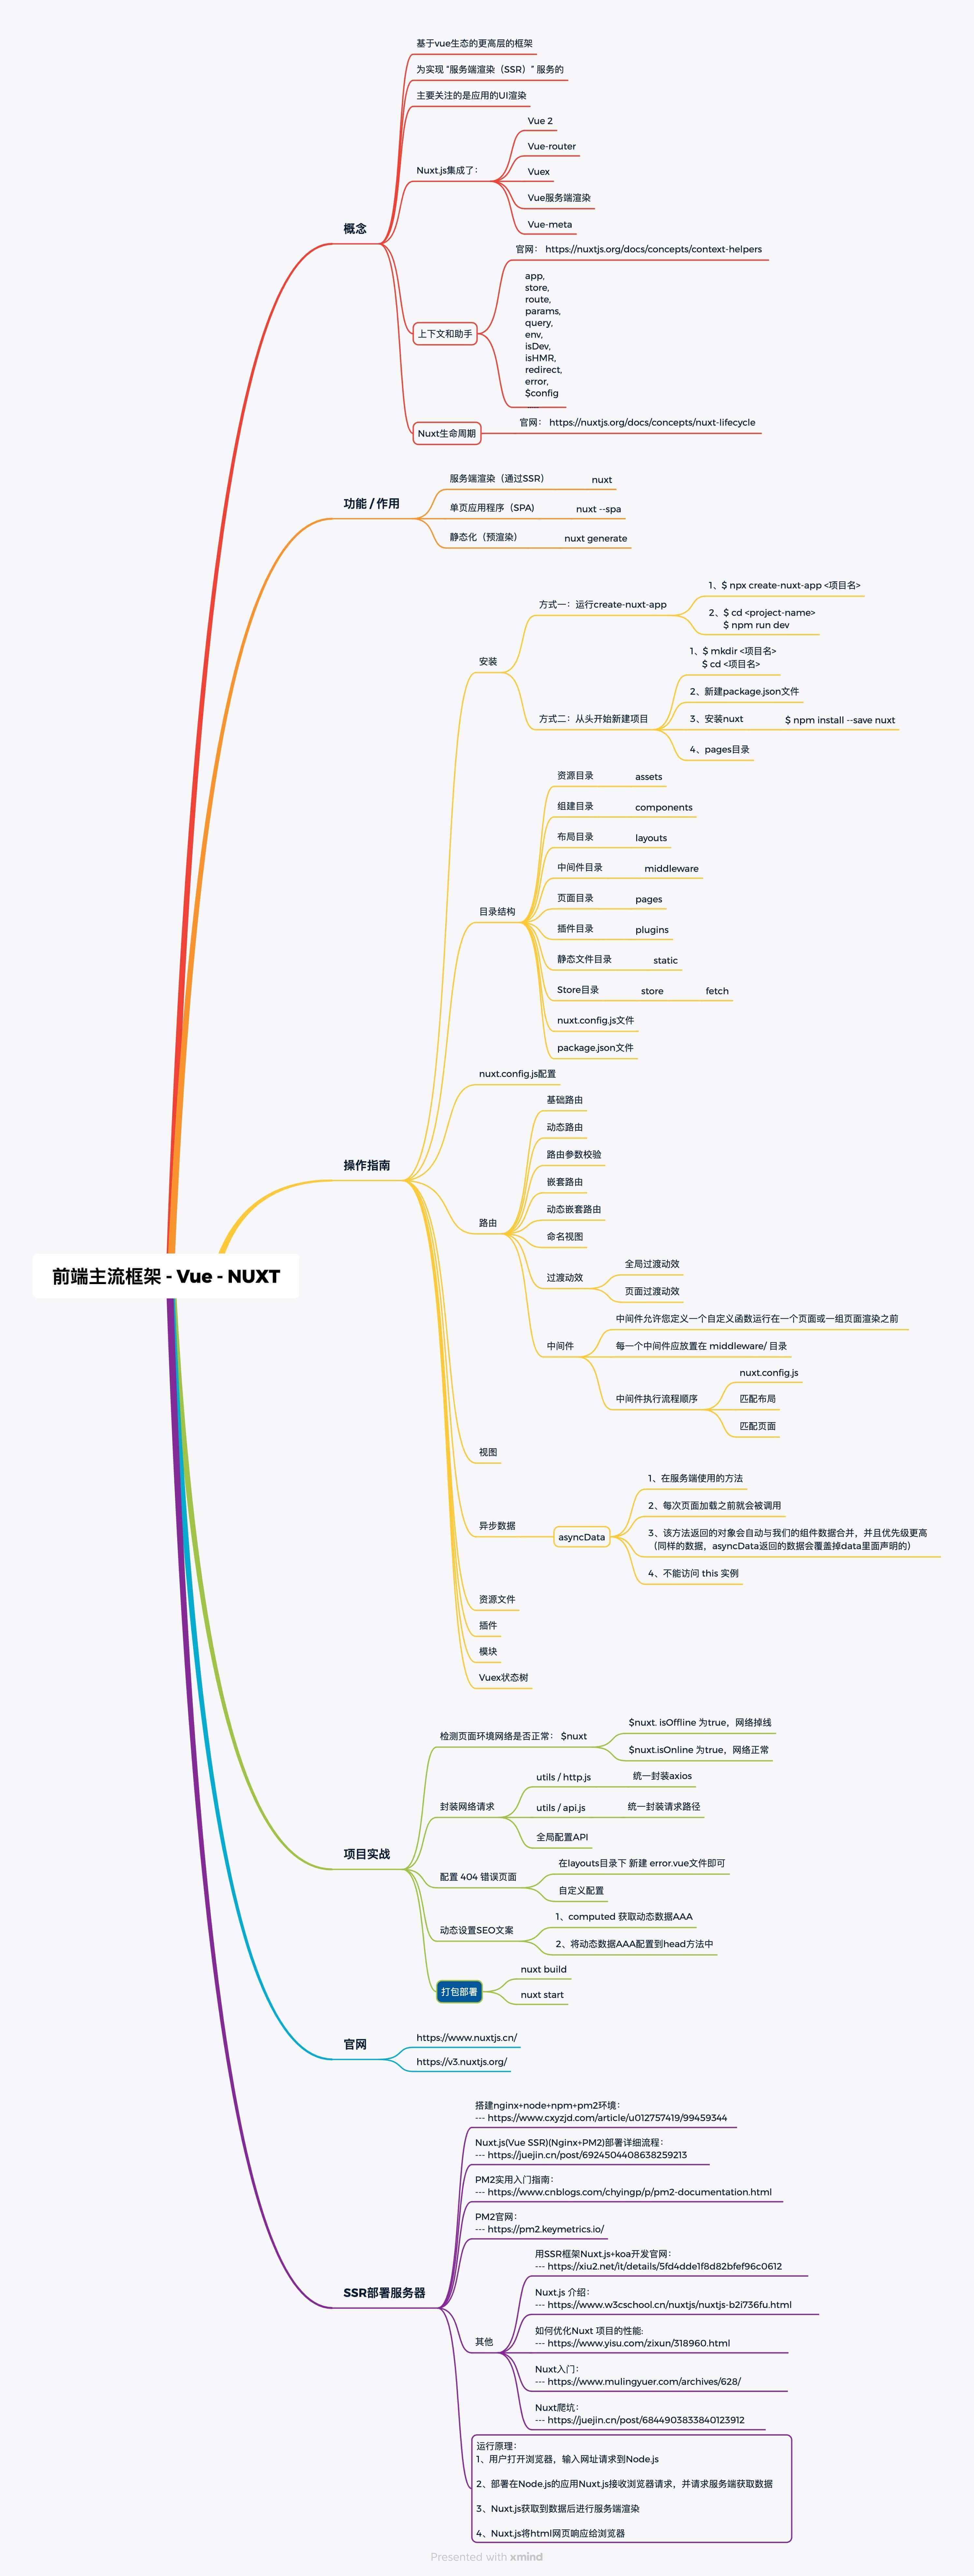 前端主流框架 - Vue - NUXT
概念
基于vue生态的更高层的框架
为实现 “服务端渲染（SSR）” 服务的
主要关注的是应用的UI渲染
Nuxt.js集成了：
Vue 2
Vue-router
Vuex
Vue服务端渲染
Vue-meta
上下文和助手
官网： https://nuxtjs.org/docs/concepts/context-helpers
app,
store,
route,
params,
query,
env,
isDev,
isHMR,
redirect,
error,
$config
Nuxt生命周期
官网： https://nuxtjs.org/docs/concepts/nuxt-lifecycle
功能 / 作用
服务端渲染（通过SSR）
nuxt
单页应用程序（SPA)
nuxt --spa
静态化（预渲染）
nuxt generate
操作指南
安装
方式一：运行create-nuxt-app
1、$ npx create-nuxt-app <项目名>
2、$ cd <project-name>
$ npm run dev
方式二：从头开始新建项目
1、$ mkdir <项目名>
$ cd <项目名>
2、新建package.json文件
3、安装nuxt
$ npm install --save nuxt
4、pages目录
目录结构
资源目录
assets
组建目录
components
布局目录
layouts
中间件目录
middleware
页面目录
pages
插件目录
plugins
静态文件目录
static
Store目录
store
fetch
nuxt.config.js文件
package.json文件
nuxt.config.js配置
路由
基础路由
动态路由
路由参数校验
嵌套路由
动态嵌套路由
命名视图
过渡动效
全局过渡动效
页面过渡动效
中间件
中间件允许您定义一个自定义函数运行在一个页面或一组页面渲染之前
每一个中间件应放置在 middleware/ 目录
中间件执行流程顺序
nuxt.config.js
匹配布局
匹配页面
视图
异步数据
asyncData
1、在服务端使用的方法
2、每次页面加载之前就会被调用
3、该方法返回的对象会自动与我们的组件数据合并，并且优先级更高
（同样的数据，asyncData返回的数据会覆盖掉data里面声明的）
4、不能访问 this 实例
资源文件
插件
模块
Vuex状态树
项目实战
检测页面环境网络是否正常： $nuxt
$nuxt. isOffline 为true，网络掉线
$nuxt.isOnline 为true，网络正常
封装网络请求
utils / http.js
统一封装axios
utils / api.js
统一封装请求路径
全局配置API
配置 404 错误页面
在layouts目录下 新建 error.vue文件即可
自定义配置
动态设置SEO文案
1、computed 获取动态数据AAA
2、将动态数据AAA配置到head方法中
打包部署
nuxt build
nuxt start
官网
https://www.nuxtjs.cn/
https://v3.nuxtjs.org/
SSR部署服务器
搭建nginx+node+npm+pm2环境：
--- https://www.cxyzjd.com/article/u012757419/99459344
Nuxt.js(Vue SSR)(Nginx+PM2)部署详细流程：
--- https://juejin.cn/post/6924504408638259213
PM2实用入门指南：
--- https://www.cnblogs.com/chyingp/p/pm2-documentation.html
PM2官网：
--- https://pm2.keymetrics.io/
其他
用SSR框架Nuxt.js+koa开发官网：
--- https://xiu2.net/it/details/5fd4dde1f8d82bfef96c0612
Nuxt.js 介绍：
--- https://www.w3cschool.cn/nuxtjs/nuxtjs-b2i736fu.html
如何优化Nuxt 项目的性能:
--- https://www.yisu.com/zixun/318960.html
Nuxt入门：
--- https://www.mulingyuer.com/archives/628/
Nuxt爬坑：
--- https://juejin.cn/post/6844903833840123912
运行原理：
1、用户打开浏览器，输入网址请求到Node.js
2、部署在Node.js的应用Nuxt.js接收浏览器请求，并请求服务端获取数据
3、Nuxt.js获取到数据后进行服务端渲染
4、Nuxt.js将html网页响应给浏览器
Presented with xmind